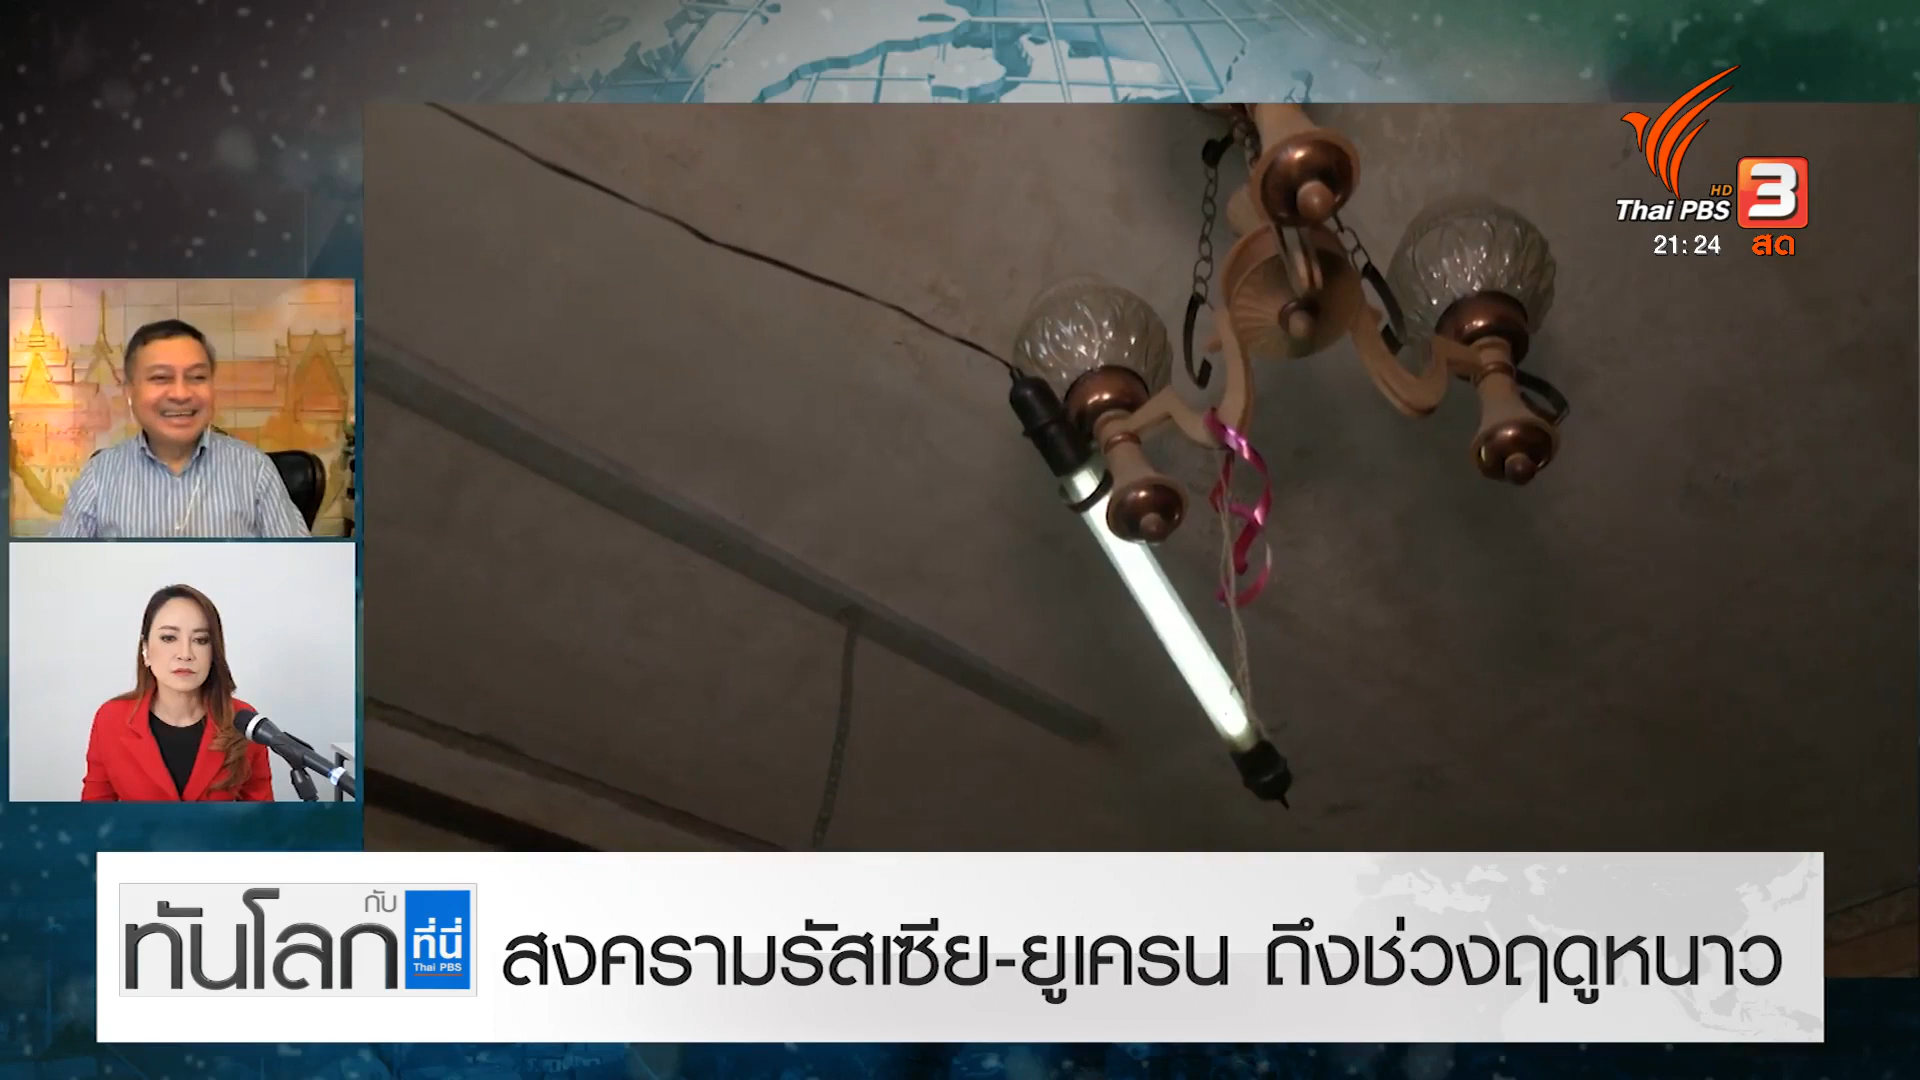 HD
Thai PBS 3
21:24 สด
ทันโลก กับ ที่นี่ Thai PBS
สงครามรัสเซีย-ยูเครน ถึงช่วงฤดูหนาว